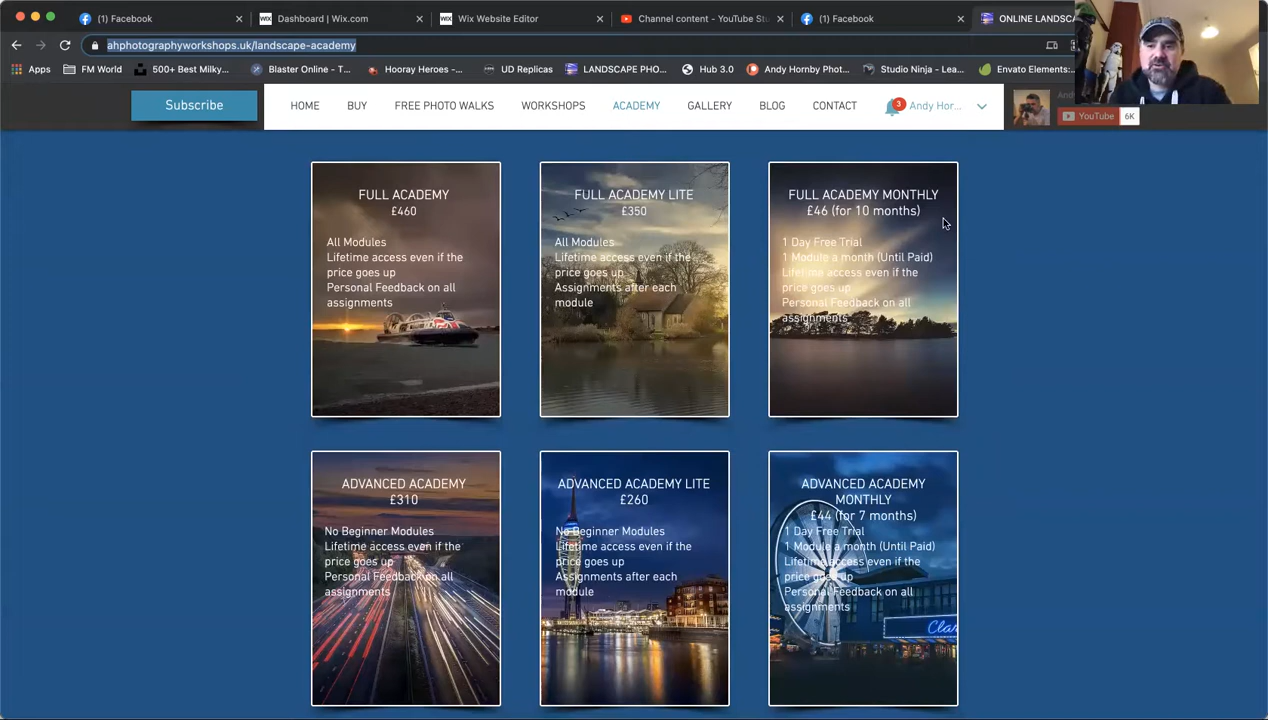 (1) Facebook
Dashboard | Wix.com
Wix Website Editor
Channel content - YouTube Stu
(1) Facebook
ONLINE LANDSCA
ahphotographyworkshops.uk/landscape-academy
Apps
FM World
500+ Best Milky...
Blaster Online - T...
Hooray Heroes -...
UD Replicas
LANDSCAPE PHO...
Hub 3.0
Andy Hornby Phot...
Studio Ninja - Lea...
Envato Elements:...
Subscribe
HOME
BUY
FREE PHOTO WALKS
WORKSHOPS
ACADEMY
GALLERY
BLOG
CONTACT
3
Andy Hor...
YouTube
6K
FULL ACADEMY
£460
All Modules
Lifetime access even if the
price goes up
Personal Feedback on all
assignments
FULL ACADEMY LITE
£350
All Modules
Lifetime access even if the
price goes up
Assignments after each
module
FULL ACADEMY MONTHLY
£46 (for 10 months)
1 Day Free Trial
1 Module a month (Until Paid)
Lifetime access even if the
price goes up
Personal Feedback on all
assignments
ADVANCED ACADEMY
£310
No Beginner Modules
Lifetime access even if the
price goes up
Personal Feedback on all
assignments
ADVANCED ACADEMY LITE
£260
No Beginner Modules
Lifetime access even if the
price goes up
Assignments after each
module
ADVANCED ACADEMY
MONTHLY
£44 (for 7 months)
1 Day Free Trial
1 Module a month (Until Paid)
Lifetime access even if the
price goes up
Personal Feedback on all
assignments